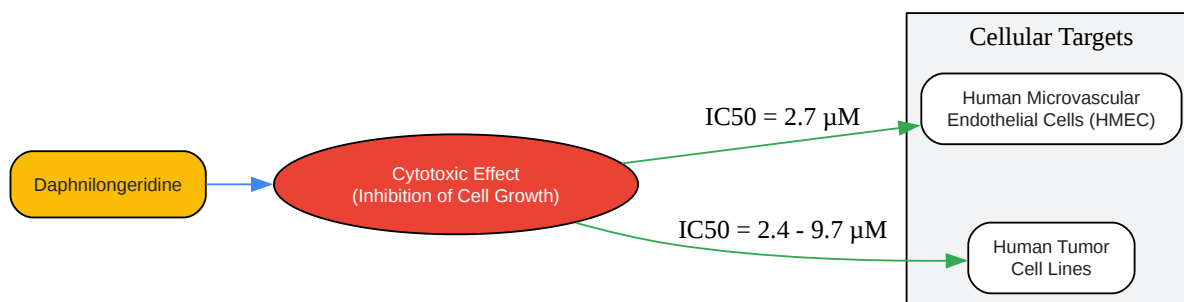 Daphnilongeridine
Cytotoxic Effect
(Inhibition of Cell Growth)
IC50 = 2.7 µM
IC50 = 2.4 - 9.7 µM
Cellular Targets
Human Microvascular
Endothelial Cells (HMEC)
Human Tumor
Cell Lines